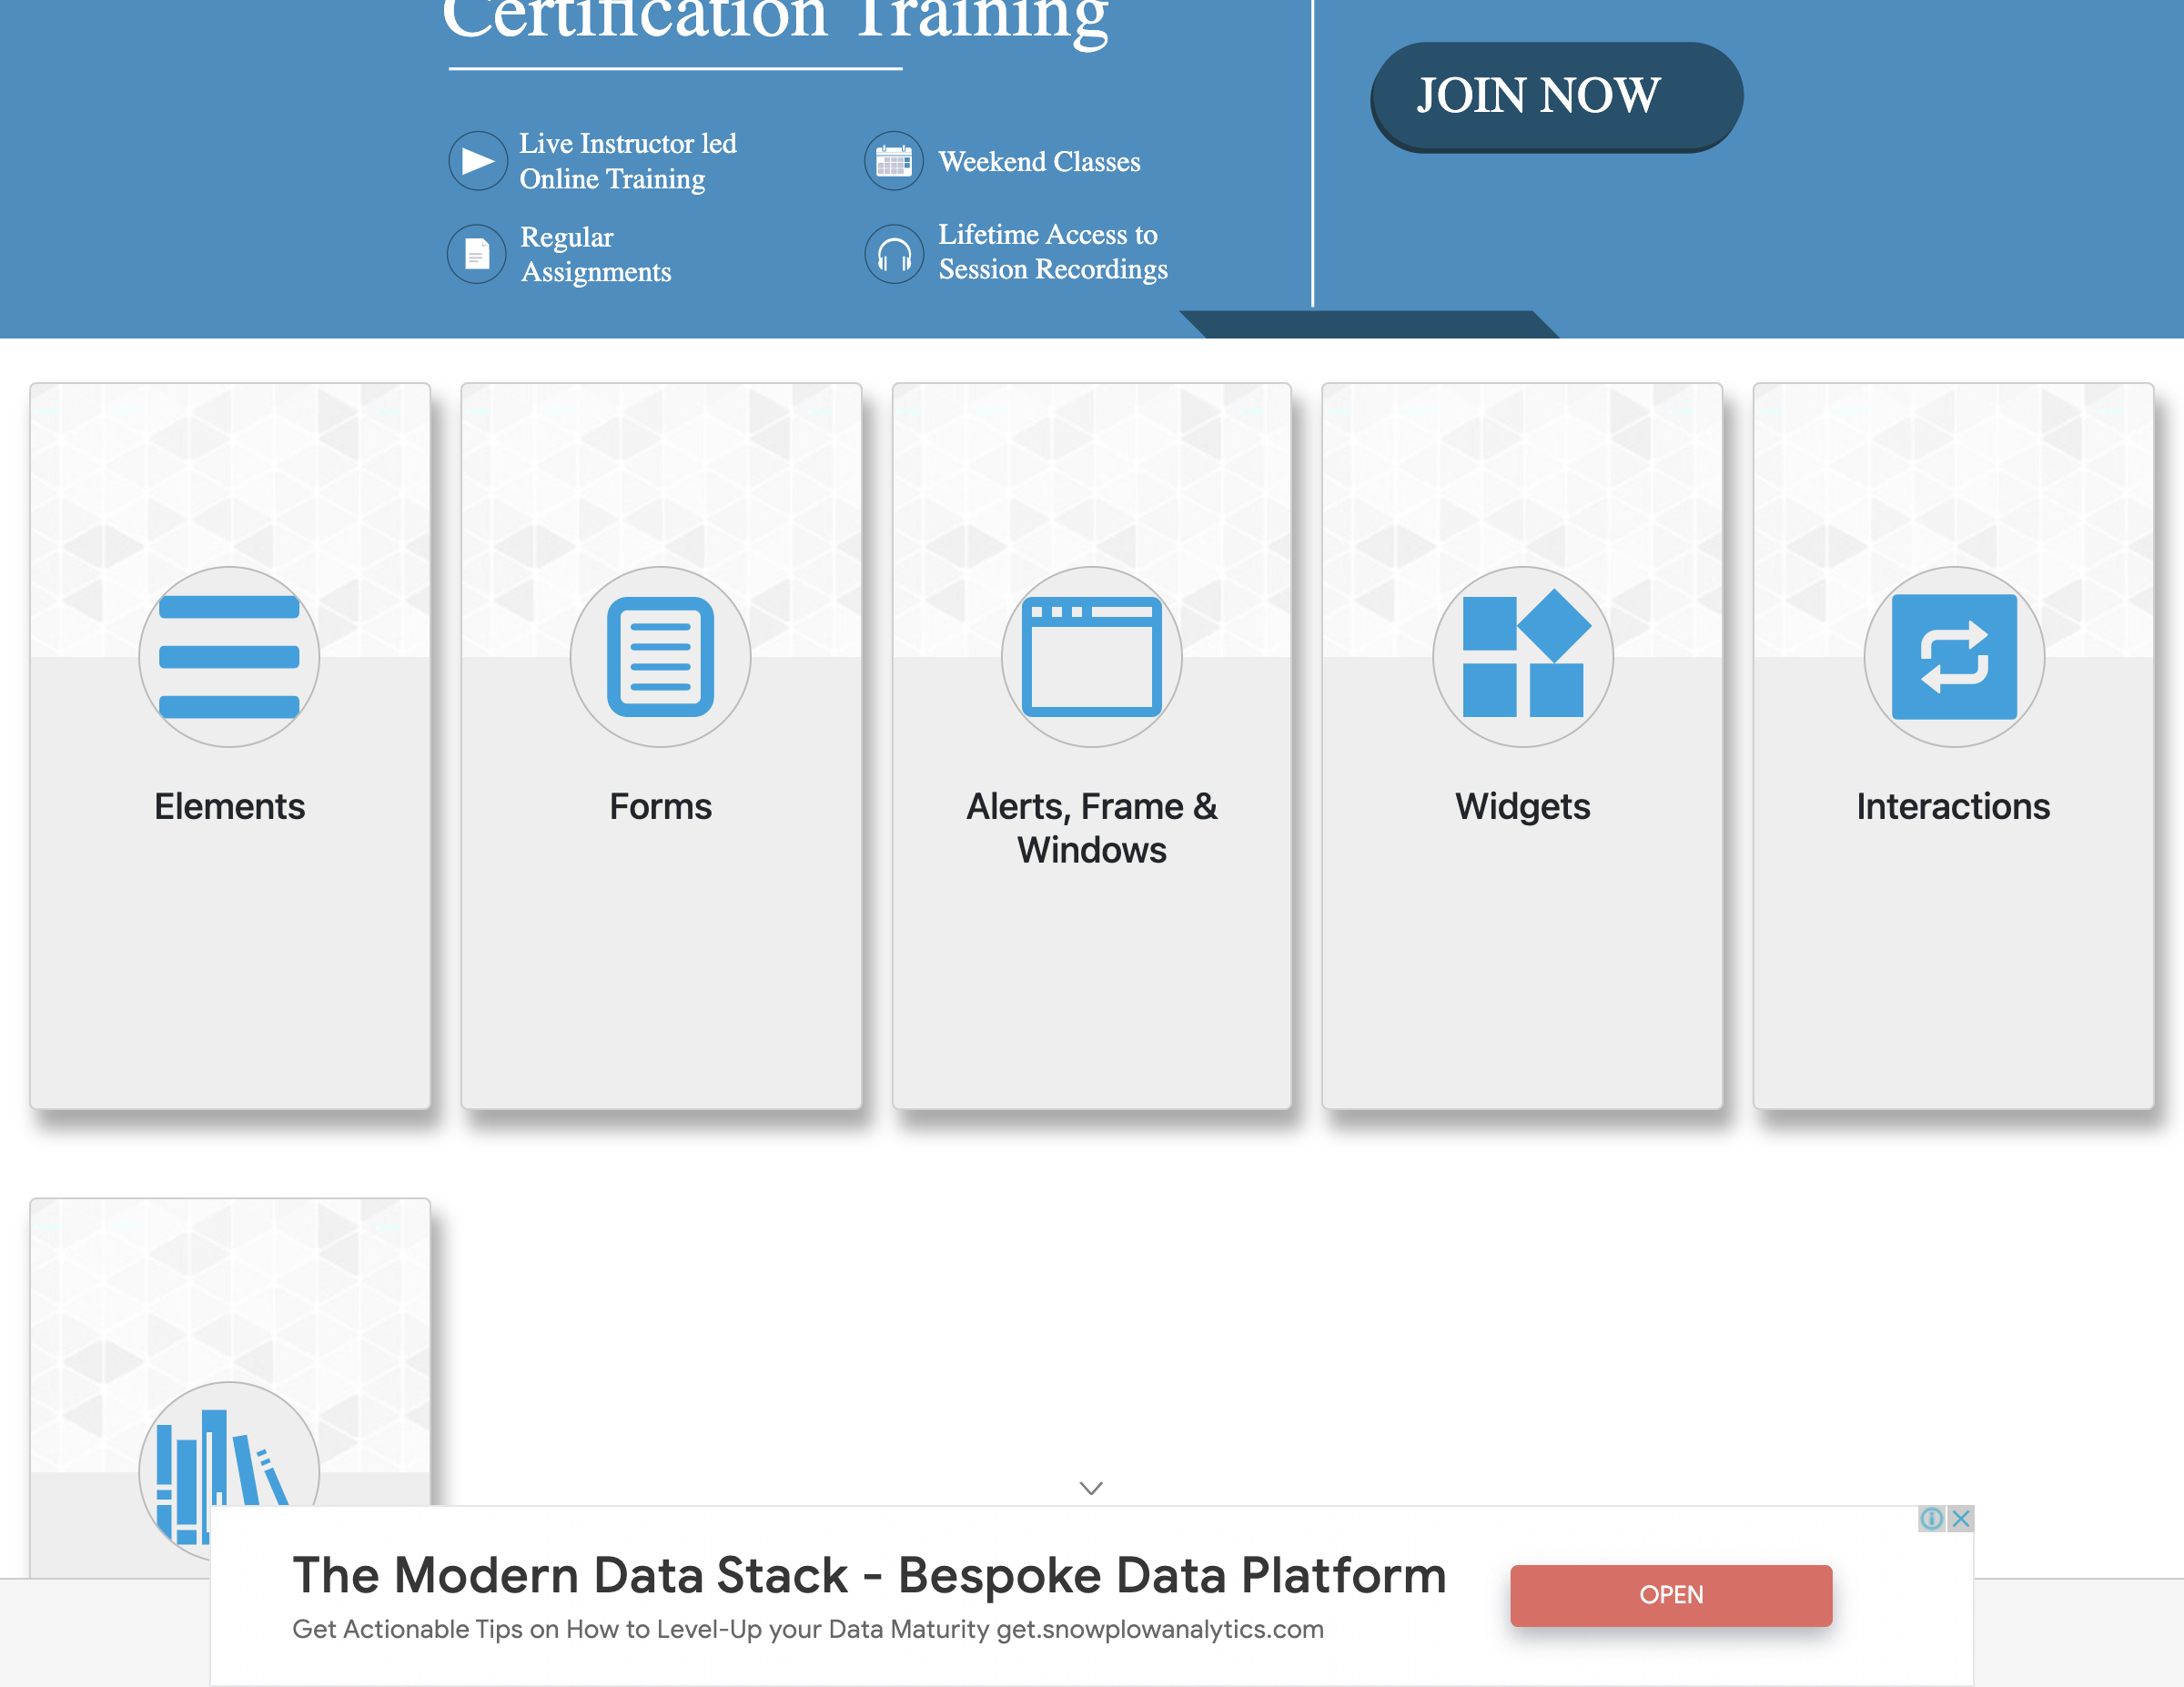 Certification Training
JOIN NOW
Live Instructor led
Online Training
Weekend Classes
Regular
Assignments
Lifetime Access to
Session Recordings
Elements
Forms
Alerts, Frame &
Windows
Widgets
Interactions
The Modern Data Stack - Bespoke Data Platform
Get Actionable Tips on How to Level-Up your Data Maturity get.snowplowanalytics.com
OPEN